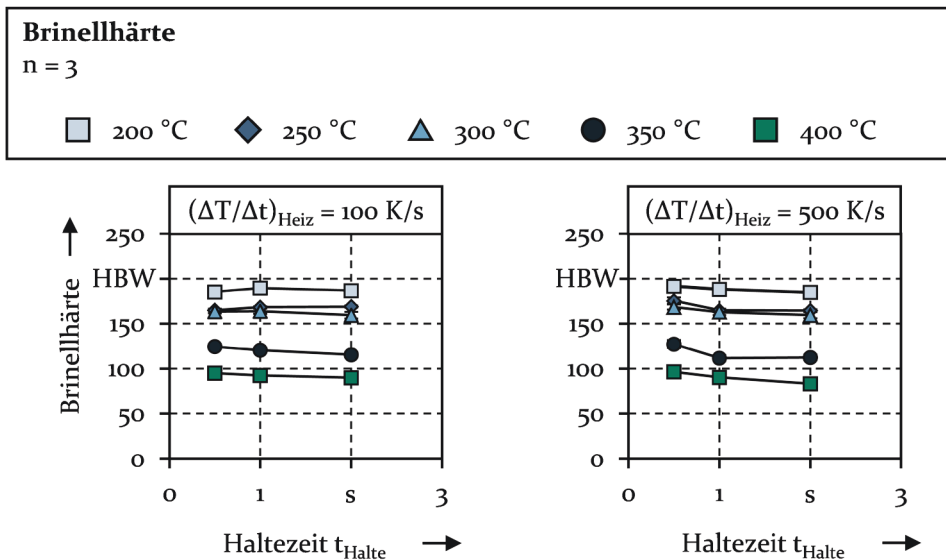 Brinellhärte
n = 3
200 °C 250 °C 300 °C 350 °C 400 °C
(ΔT/Δt)Heiz = 100 K/s
250
HBW
150
100
50
0
Brinellhärte
0 1 s 3
Haltezeit tHalte
(ΔT/Δt)Heiz = 500 K/s
250
HBW
150
100
50
0
0 1 s 3
Haltezeit tHalte